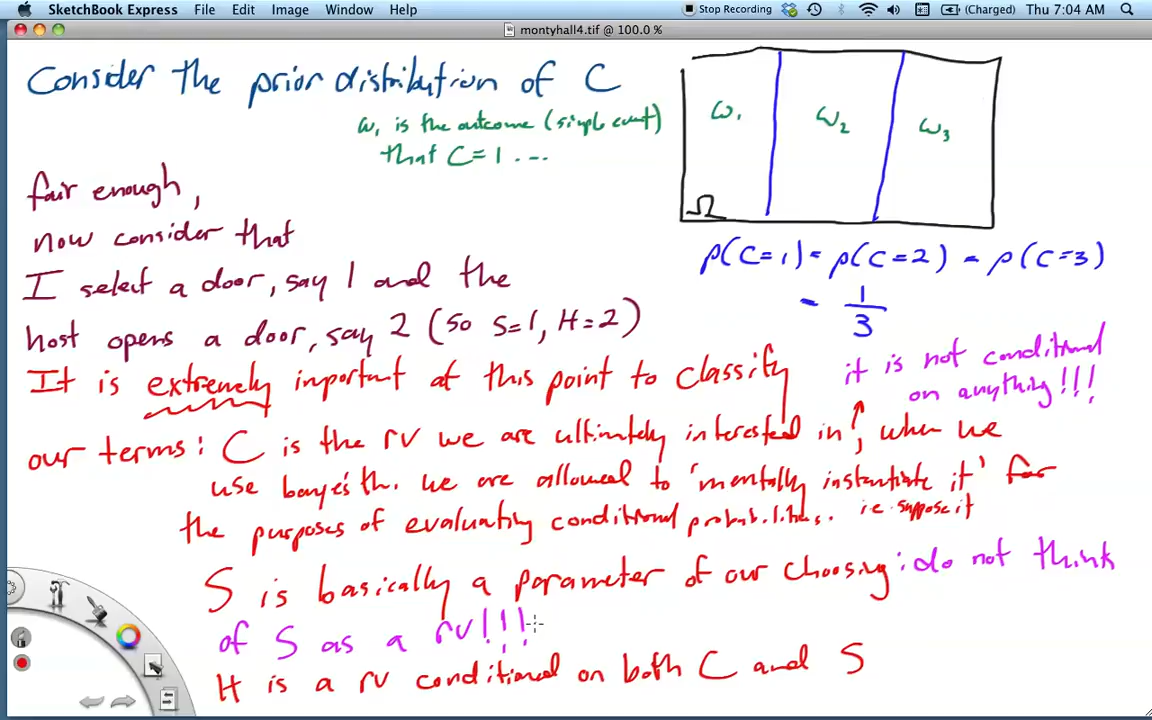 SketchBook Express File Edit Image Window Help Stop Recording (Charged) Thu 7:04 AM
montyhall4.tif @ 100.0 %
Consider the prior distribution of C
ω₁ is the outcome (simple event)
that C=1 ...
ω₁ ω₂ ω₃
Ω
fair enough,
now consider that
I select a door, say 1 and the
host opens a door, say 2 (so S=1, H=2)
p(C=1) = p(C=2) = p(C=3)
= 1/3
it is not conditional
on anything!!!
It is extremely important at this point to classify
our terms: C is the rv we are ultimately interested in, when we
use baye's th. we are allowed to 'mentally instantiate it' for
the purposes of evaluating conditional probabilities. i.e. suppose it
S is basically a parameter of our choosing: do not think
of S as a rv!!!
H is a rv conditioned on both C and S